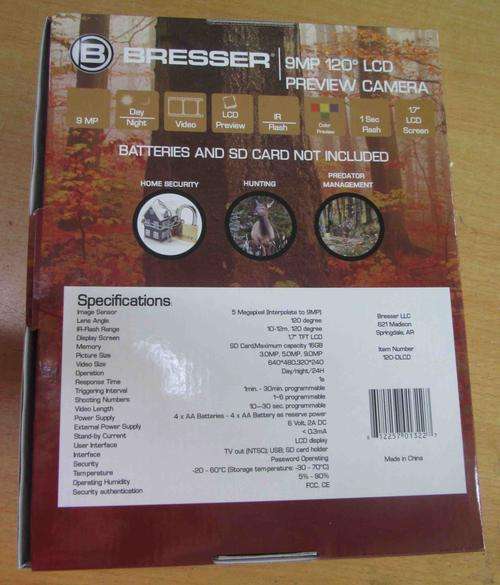 B BRESSER
9MP 120° LCD
PREVIEW CAMERA
9 MP
Day
Night
Video
LCD
Preview
IR
Flash
Color
Preview
1 Sec
Flash
1.7"
LCD
Screen
BATTERIES AND SD CARD NOT INCLUDED
HOME SECURITY
HUNTING
PREDATOR
MANAGEMENT
Specifications
Image Sensor 5 Megapixel (Interpolate to 9MP)
Lens Angle 120 degree
IR-Flash Range 10-12m, 120 degree
Display Screen 1.7" TFT LCD
Memory SD Card,Maximum capacity 16GB
Picture Size 3.0MP, 5.0MP, 9.0MP
Video Size 640*480,320*240
Operation Day/night/24H
Response Time 1s
Triggering Interval 1min. - 30min. programmable
Shooting Numbers 1-6 programmable
Video Length 10-30 sec. programmable
Power Supply 4 x AA Batteries - 4 x AA Battery as reserve power
External Power Supply 6 Volt, 2A DC
Stand-by Current < 0.3mA
User Interface LCD display
Interface TV out (NTSC); USB; SD card holder
Security Password Operating
Temperature -20 - 60°C (Storage temperature: -30 - 70°C)
Operating Humidity 5% - 90%
Security authentication FCC, CE
Bresser LLC
621 Madison
Springdale, AR
Item Number
120-DLCD
Made in China